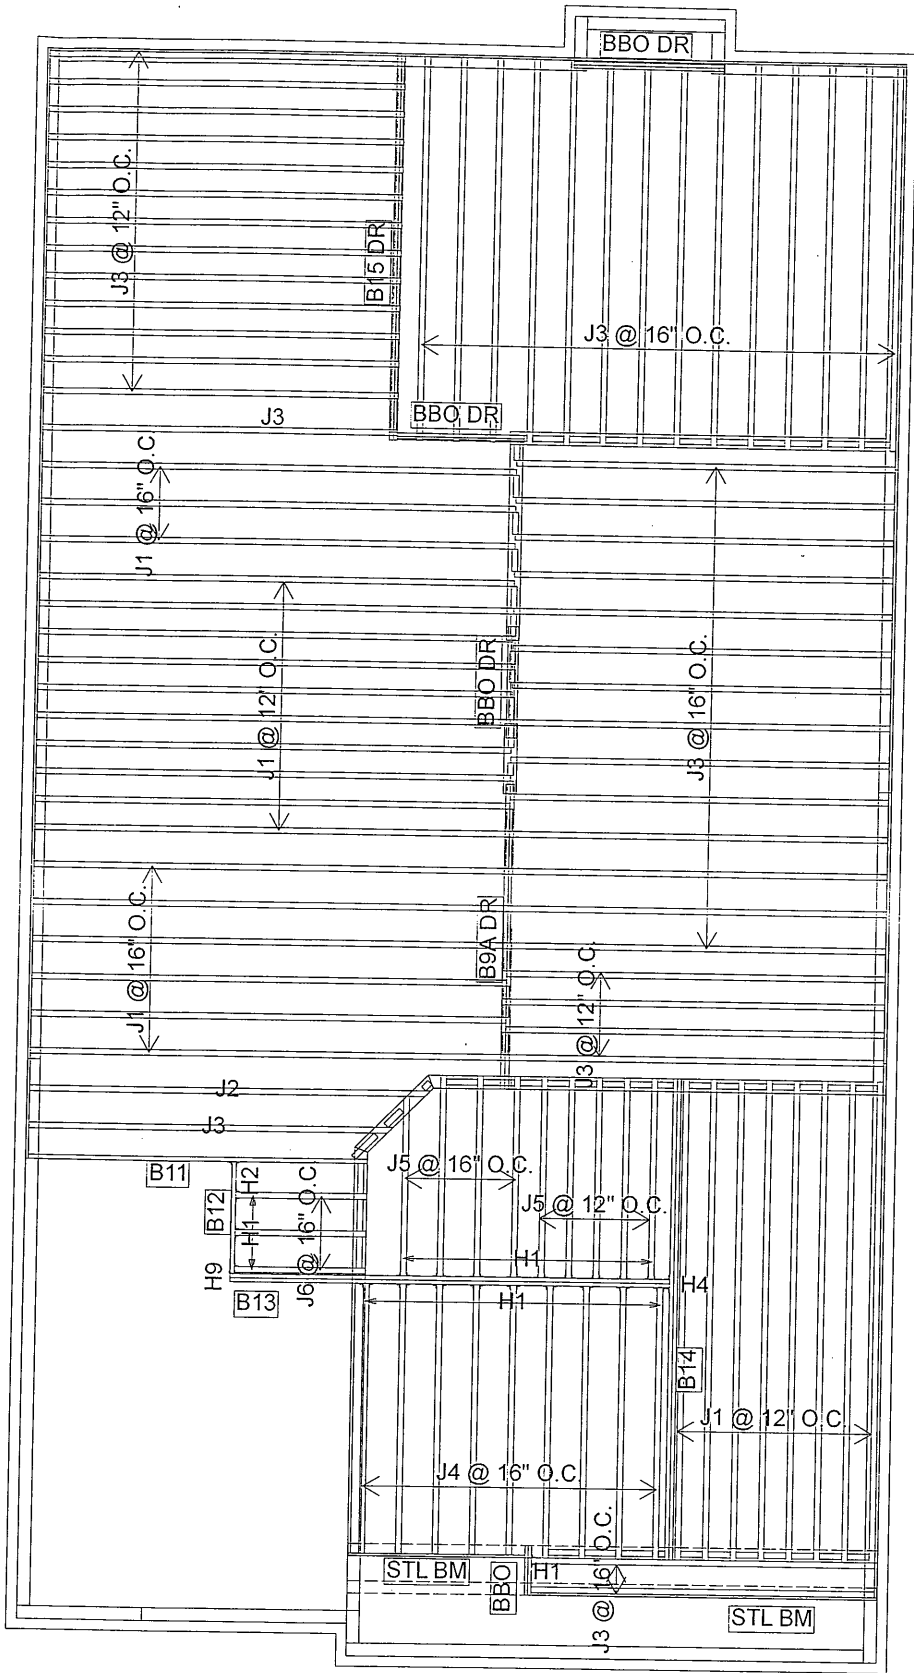 BBO DR
J3 @ 12" O.C.
B15 DR
J3 @ 16" O.C.
BBO DR
J3
J1 @ 16" O.C
J1 @ 12" O.C.
BBO DR
J3 @ 16" O.C.
J1 @ 16" O.C.
B9A DR
J3 @ 12" O.C.
J2
J3
B11
B12
H2
H1
J6 @ 16" O.C
H9
B13
J5 @ 16" O.C.
J5 @ 12" O.C.
H1
H4
H1
B14
J1 @ 12" O.C.
J4 @ 16" O.C.
STL BM
BBO
H1
J3 @ 16" O.C.
STL BM